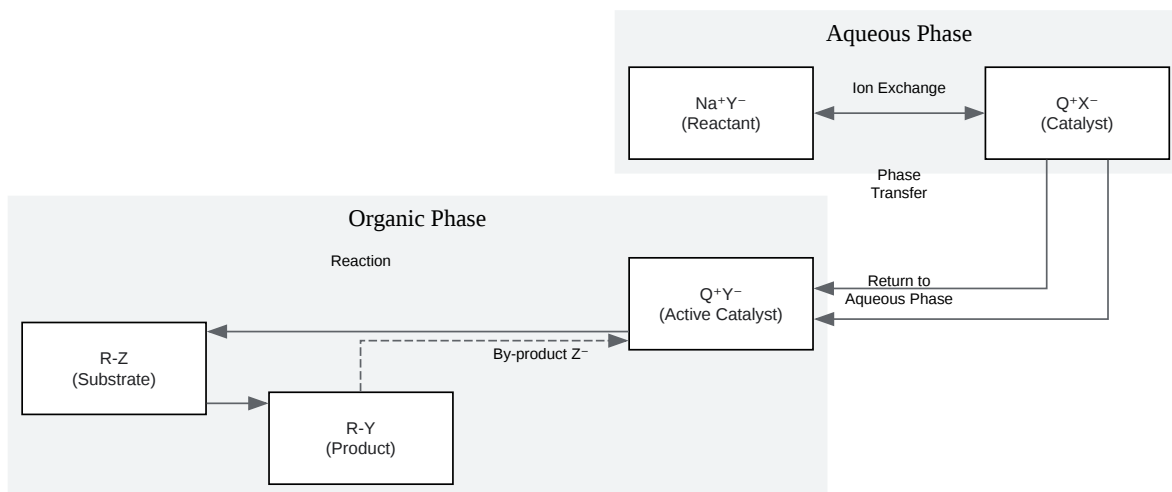 Aqueous Phase
Ion Exchange
Na⁺Y⁻
(Reactant)
Q⁺X⁻
(Catalyst)
Phase
Transfer
Organic Phase
Reaction
Q⁺Y⁻
(Active Catalyst)
Return to
Aqueous Phase
R-Z
(Substrate)
By-product Z⁻
R-Y
(Product)